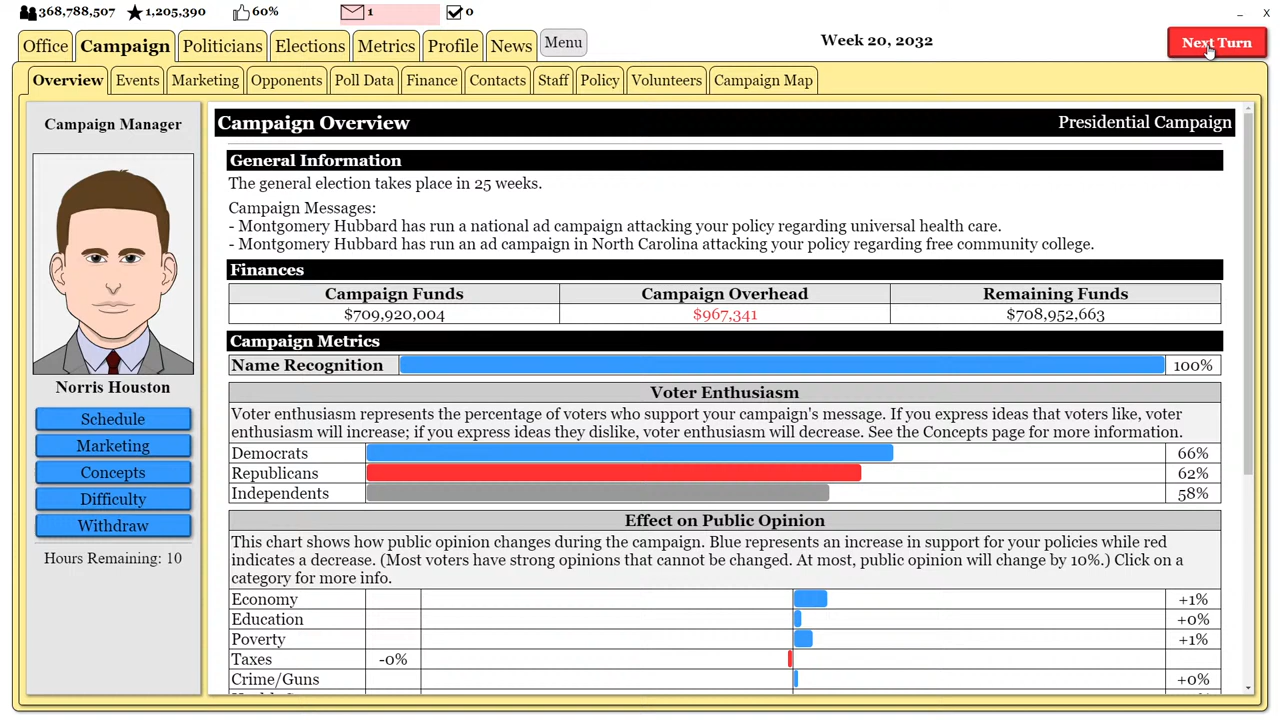 368,788,507 1,205,390 60% 1 0
_ X
Office Campaign Politicians Elections Metrics Profile News Menu Week 20, 2032 Next Turn
Overview Events Marketing Opponents Poll Data Finance Contacts Staff Policy Volunteers Campaign Map
Campaign Manager
Norris Houston
Schedule
Marketing
Concepts
Difficulty
Withdraw
Hours Remaining: 10
Campaign Overview Presidential Campaign
General Information
The general election takes place in 25 weeks.
Campaign Messages:
- Montgomery Hubbard has run a national ad campaign attacking your policy regarding universal health care.
- Montgomery Hubbard has run an ad campaign in North Carolina attacking your policy regarding free community college.
Finances
Campaign Funds Campaign Overhead Remaining Funds
$709,920,004 $967,341 $708,952,663
Campaign Metrics
Name Recognition 100%
Voter Enthusiasm
Voter enthusiasm represents the percentage of voters who support your campaign's message. If you express ideas that voters like, voter
enthusiasm will increase; if you express ideas they dislike, voter enthusiasm will decrease. See the Concepts page for more information.
Democrats 66%
Republicans 62%
Independents 58%
Effect on Public Opinion
This chart shows how public opinion changes during the campaign. Blue represents an increase in support for your policies while red
indicates a decrease. (Most voters have strong opinions that cannot be changed. At most, public opinion will change by 10%.) Click on a
category for more info.
Economy +1%
Education +0%
Poverty +1%
Taxes -0%
Crime/Guns +0%